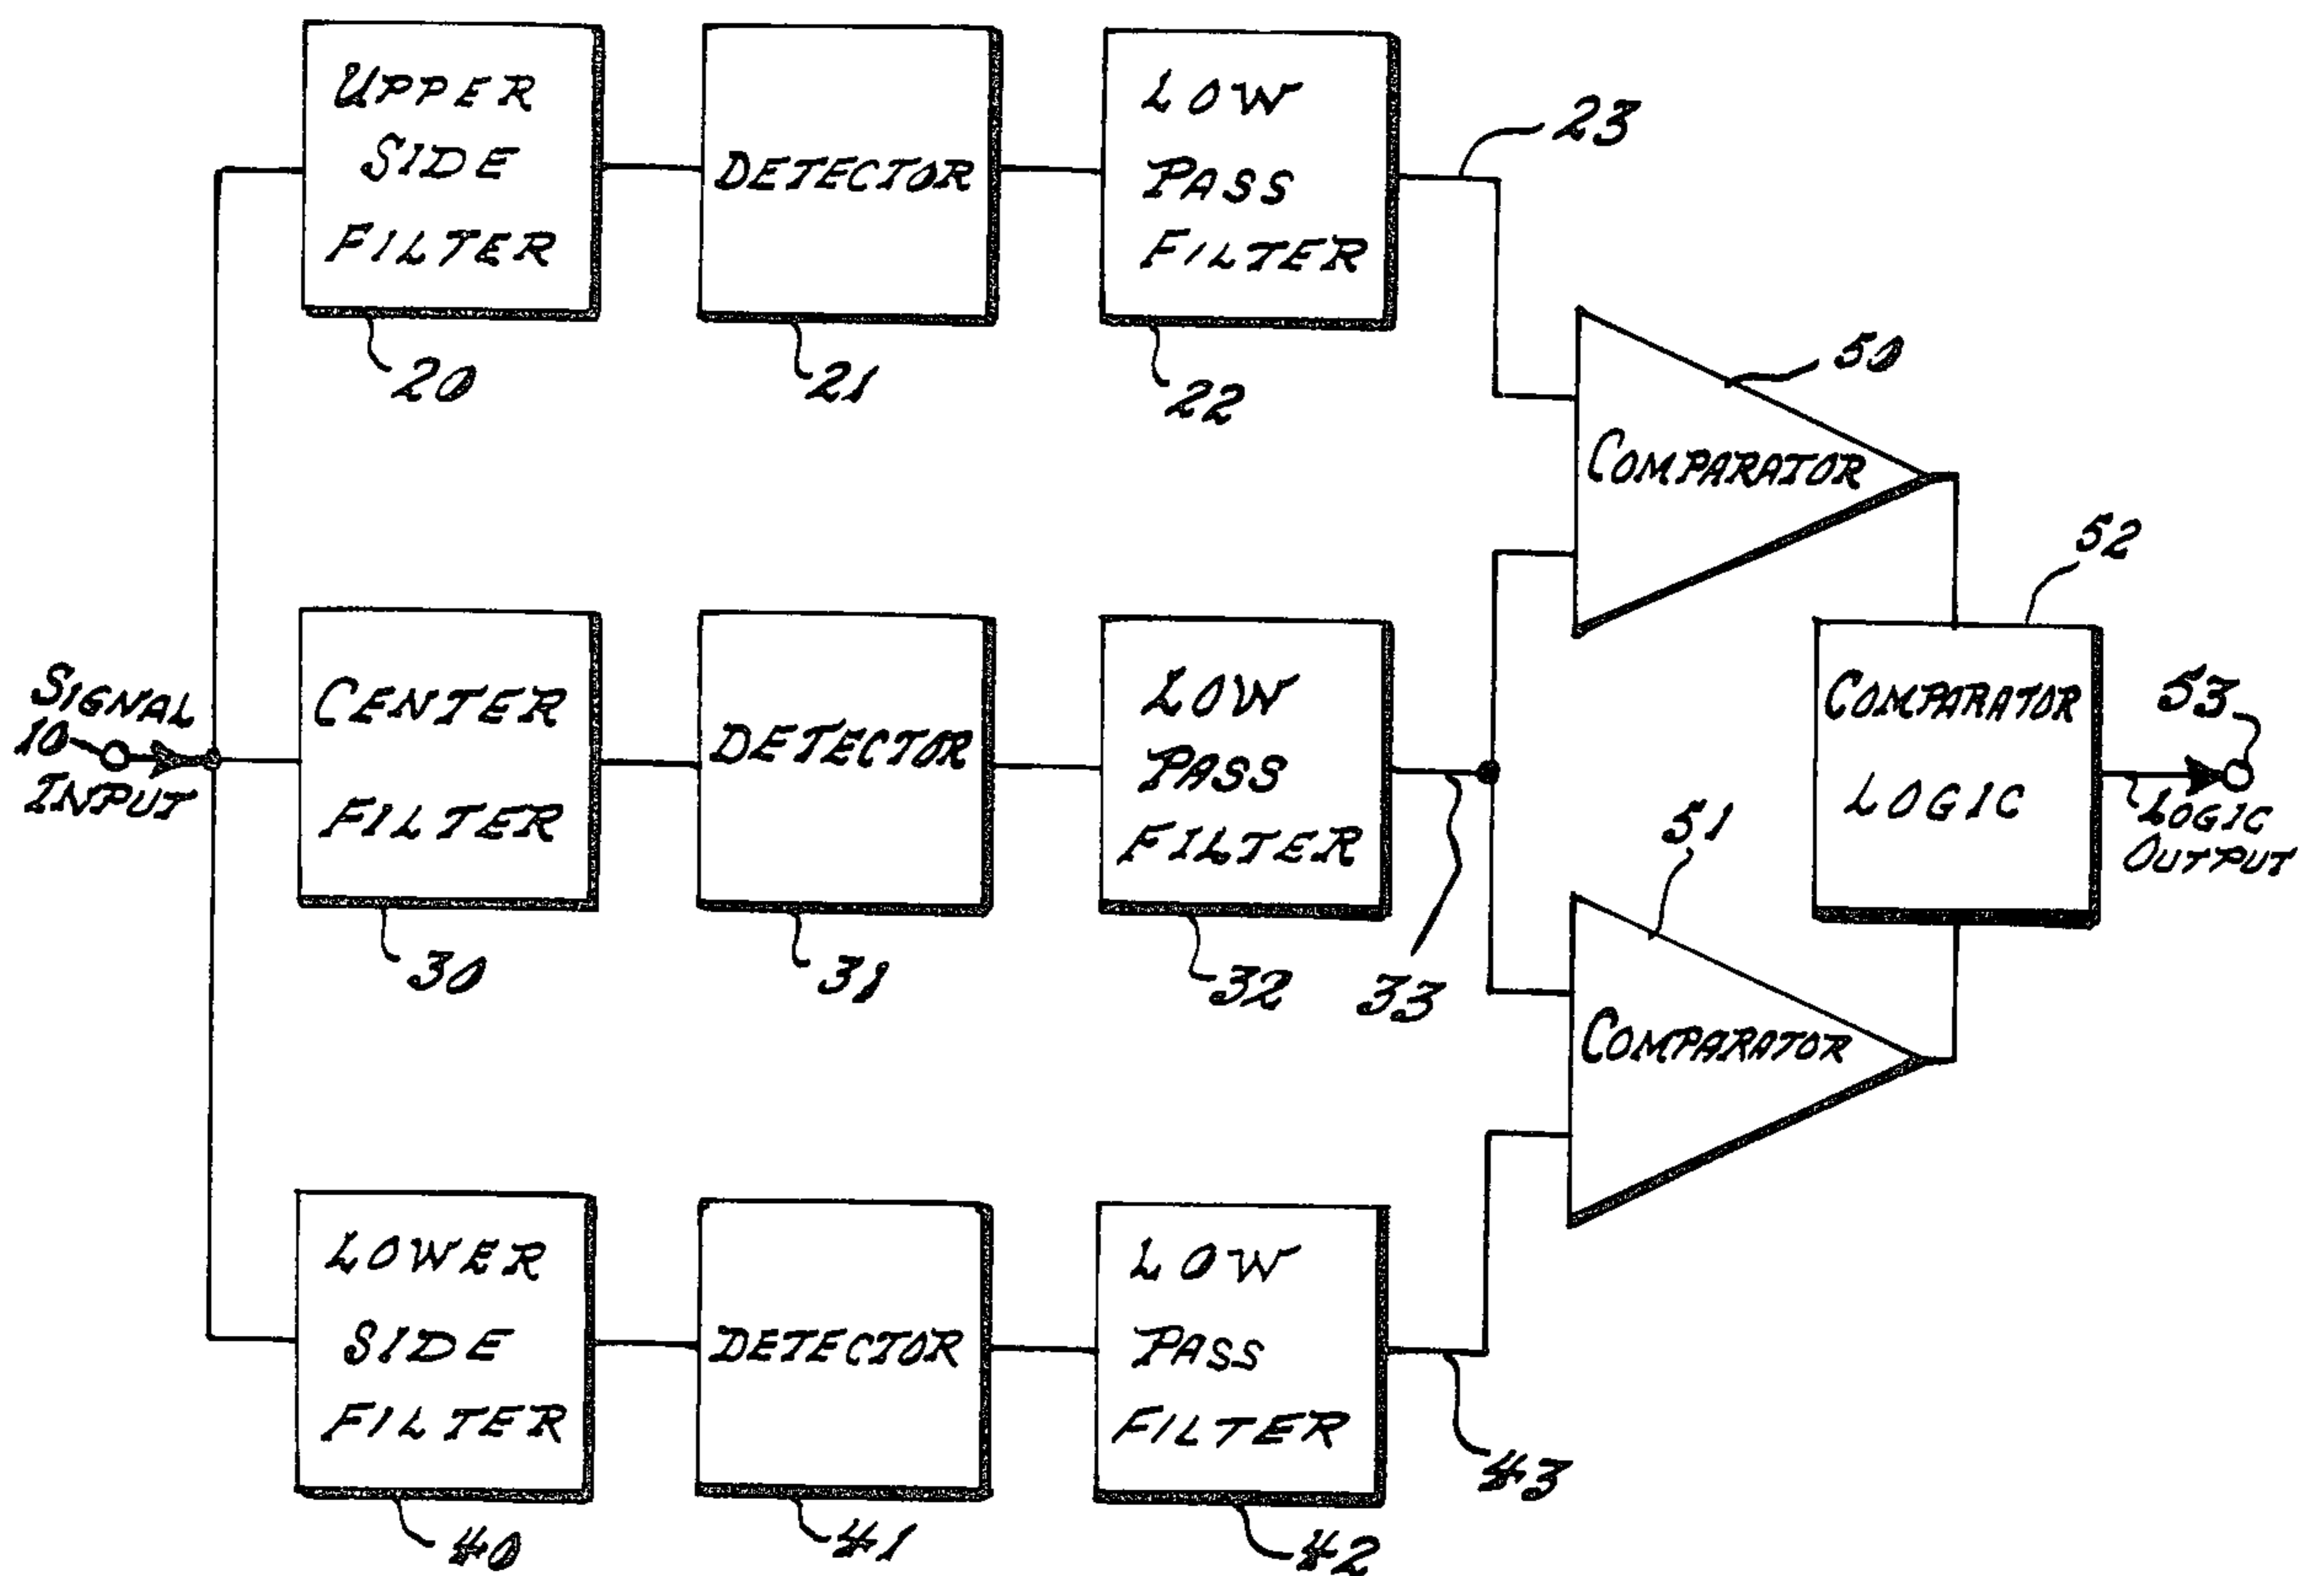 UPPER
SIDE
FILTER
20
DETECTOR
21
LOW
PASS
FILTER
22
23
COMPARATOR
50
SIGNAL
10
INPUT
CENTER
FILTER
30
DETECTOR
31
LOW
PASS
FILTER
32
33
COMPARATOR
51
52
COMPARATOR
LOGIC
53
LOGIC
OUTPUT
LOWER
SIDE
FILTER
40
DETECTOR
41
LOW
PASS
FILTER
42
43